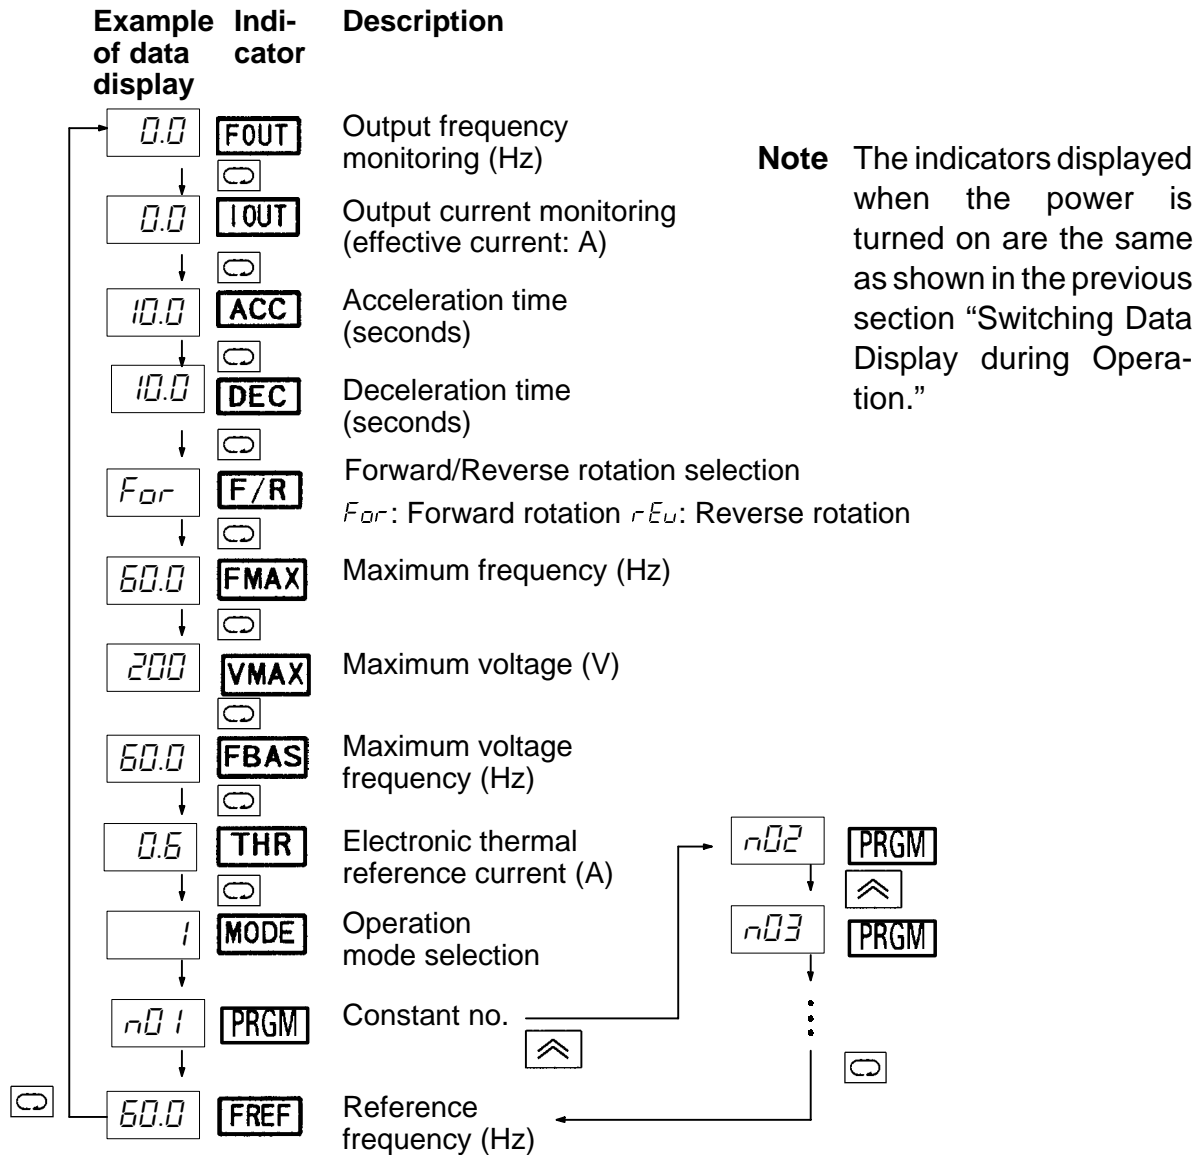 Example Indi- Description
of data cator
display
0.0 FOUT Output frequency
monitoring (Hz)
0.0 IOUT Output current monitoring
(effective current: A)
10.0 ACC Acceleration time
(seconds)
10.0 DEC Deceleration time
(seconds)
For F/R Forward/Reverse rotation selection
For: Forward rotation rEu: Reverse rotation
60.0 FMAX Maximum frequency (Hz)
200 VMAX Maximum voltage (V)
60.0 FBAS Maximum voltage
frequency (Hz)
0.6 THR Electronic thermal
reference current (A)
1 MODE Operation
mode selection
n01 PRGM Constant no.
60.0 FREF Reference
frequency (Hz)
n02 PRGM
n03 PRGM
Note The indicators displayed
when the power is
turned on are the same
as shown in the previous
section “Switching Data
Display during Opera-
tion.”